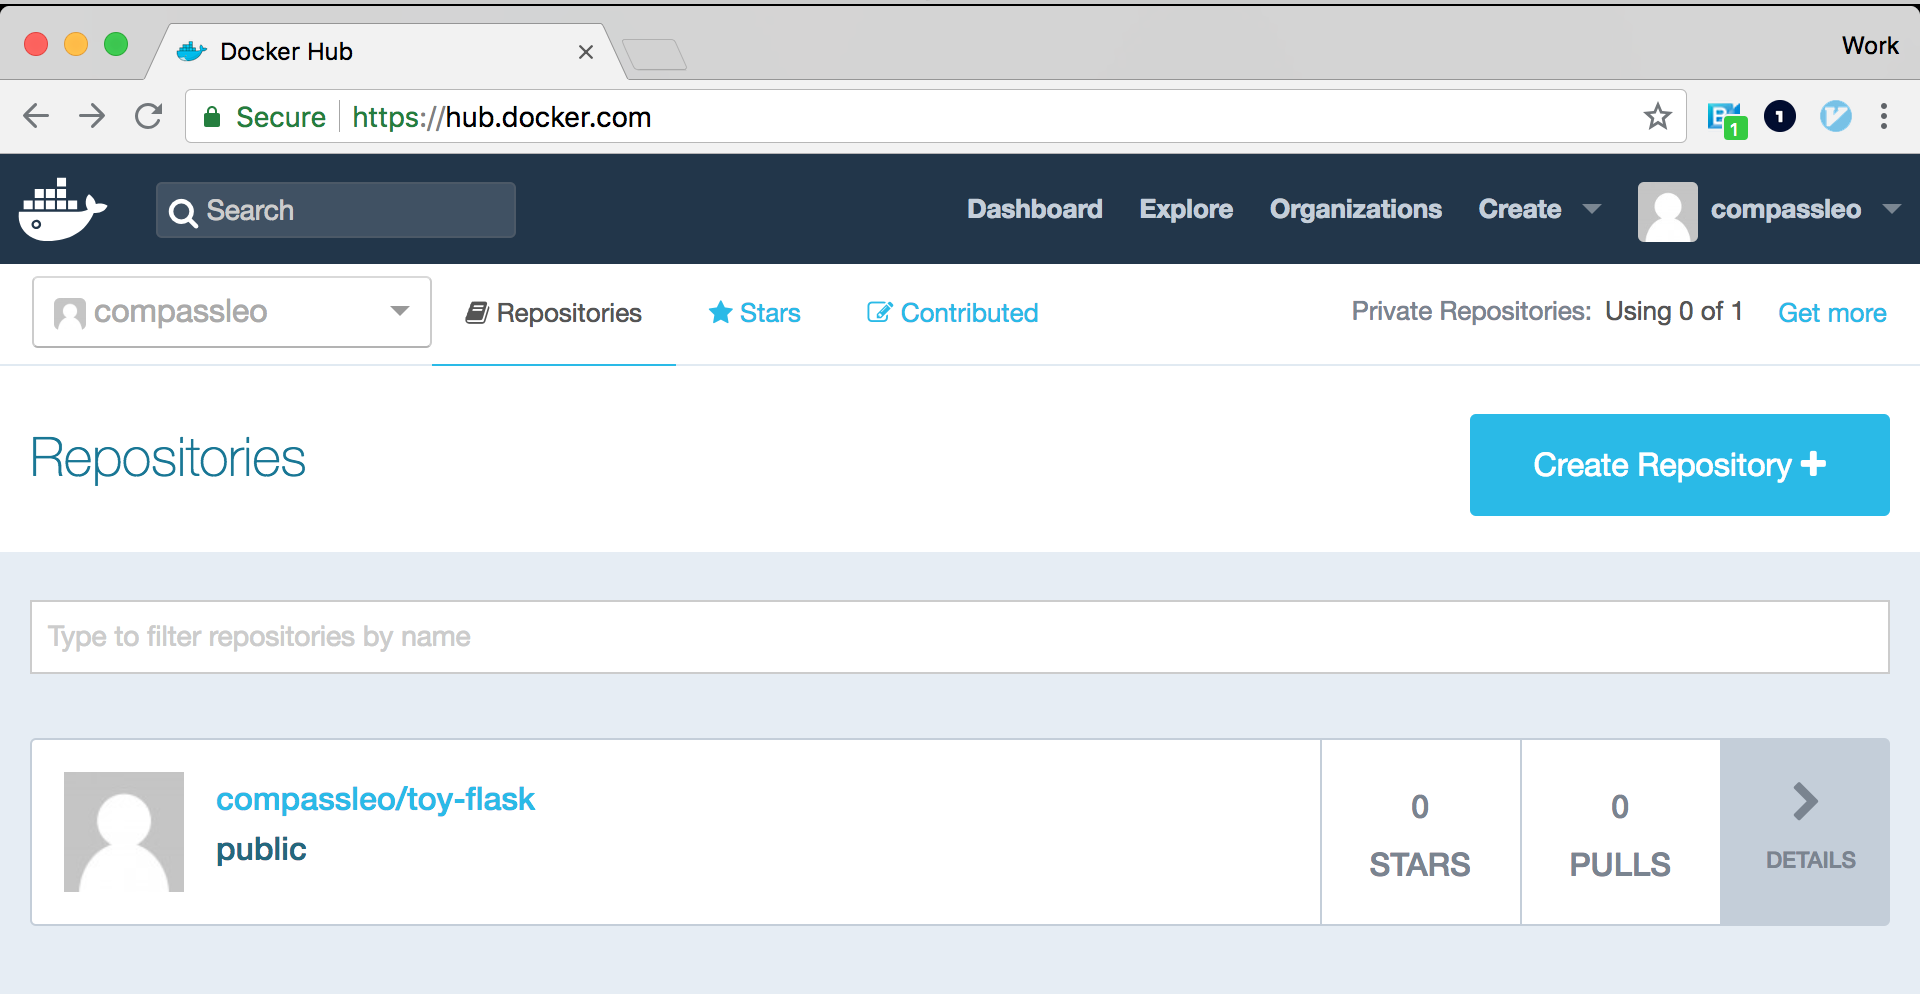 Docker Hub
Work
Secure https://hub.docker.com
1
1
Search
Dashboard Explore Organizations Create compassleo
compassleo Repositories Stars Contributed Private Repositories: Using 0 of 1 Get more
Repositories
Create Repository
Type to filter repositories by name
compassleo/toy-flask
public
0
STARS
0
PULLS
DETAILS